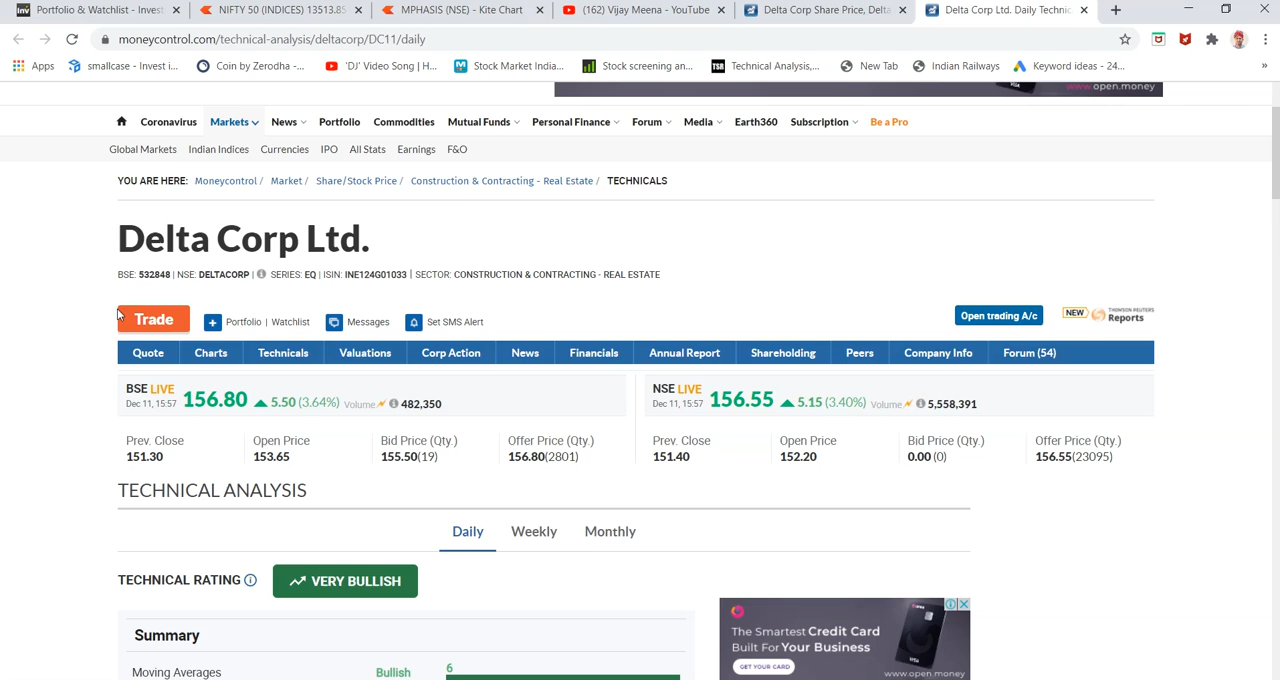 Portfolio & Watchlist - Invest
NIFTY 50 (INDICES) 13513.85
MPHASIS (NSE) - Kite Chart
(162) Vijay Meena - YouTube
Delta Corp Share Price, Delta
Delta Corp Ltd. Daily Technic
moneycontrol.com/technical-analysis/deltacorp/DC11/daily
Apps
smallcase - Invest i...
Coin by Zerodha -...
'DJ' Video Song | H...
Stock Market India...
Stock screening an...
Technical Analysis,...
New Tab
Indian Railways
Keyword ideas - 24...
»
www.open.money
Coronavirus Markets News Portfolio Commodities Mutual Funds Personal Finance Forum Media Earth360 Subscription Be a Pro
Global Markets Indian Indices Currencies IPO All Stats Earnings F&O
YOU ARE HERE: Moneycontrol / Market / Share/Stock Price / Construction & Contracting - Real Estate / TECHNICALS
Delta Corp Ltd.
BSE: 532848 | NSE: DELTACORP | SERIES: EQ | ISIN: INE124G01033 | SECTOR: CONSTRUCTION & CONTRACTING - REAL ESTATE
Trade + Portfolio | Watchlist Messages Set SMS Alert Open trading A/c NEW THOMSON REUTERS Reports
Quote Charts Technicals Valuations Corp Action News Financials Annual Report Shareholding Peers Company Info Forum (54)
BSE LIVE
Dec 11, 15:57
156.80 5.50 (3.64%) Volume 482,350
NSE LIVE
Dec 11, 15:57
156.55 5.15 (3.40%) Volume 5,558,391
Prev. Close Open Price Bid Price (Qty.) Offer Price (Qty.) Prev. Close Open Price Bid Price (Qty.) Offer Price (Qty.)
151.30 153.65 155.50(19) 156.80(2801) 151.40 152.20 0.00 (0) 156.55(23095)
TECHNICAL ANALYSIS
Daily Weekly Monthly
TECHNICAL RATING VERY BULLISH
Summary
Moving Averages Bullish 6
The Smartest Credit Card
Built For Your Business
GET YOUR CARD
VISA
www.open.money